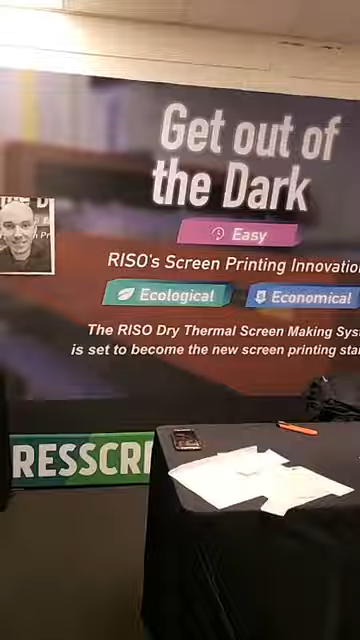 Get out of
the Dark
Easy
RISO's Screen Printing Innovatio
Ecological
Economical
The RISO Dry Thermal Screen Making Sys
is set to become the new screen printing sta
RESSCR